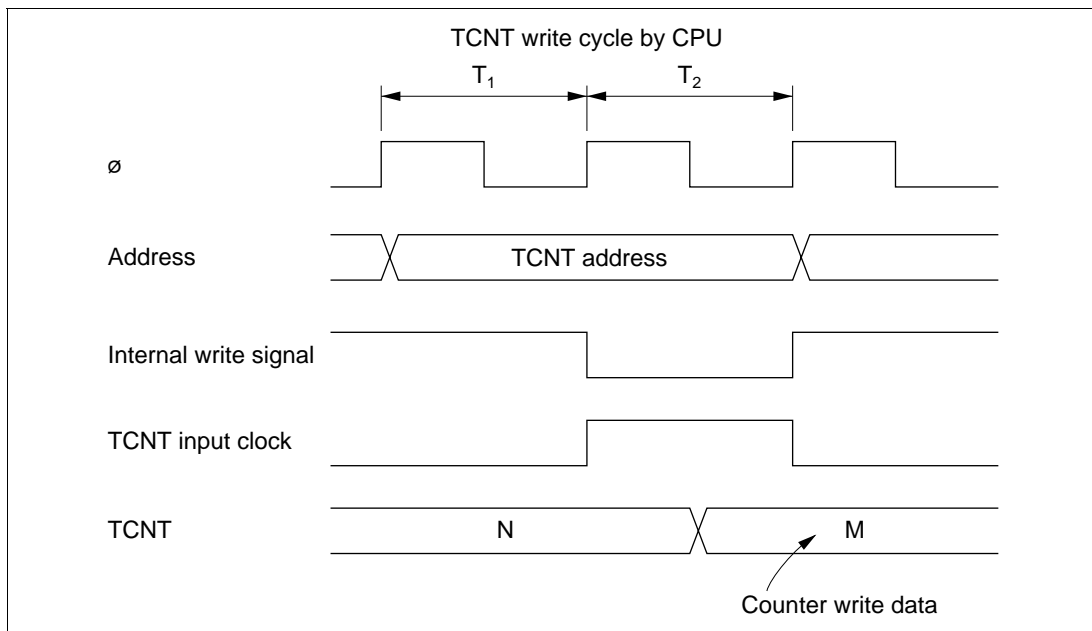 TCNT write cycle by CPU
T₁ T₂
ø
Address TCNT address
Internal write signal
TCNT input clock
TCNT N M
Counter write data